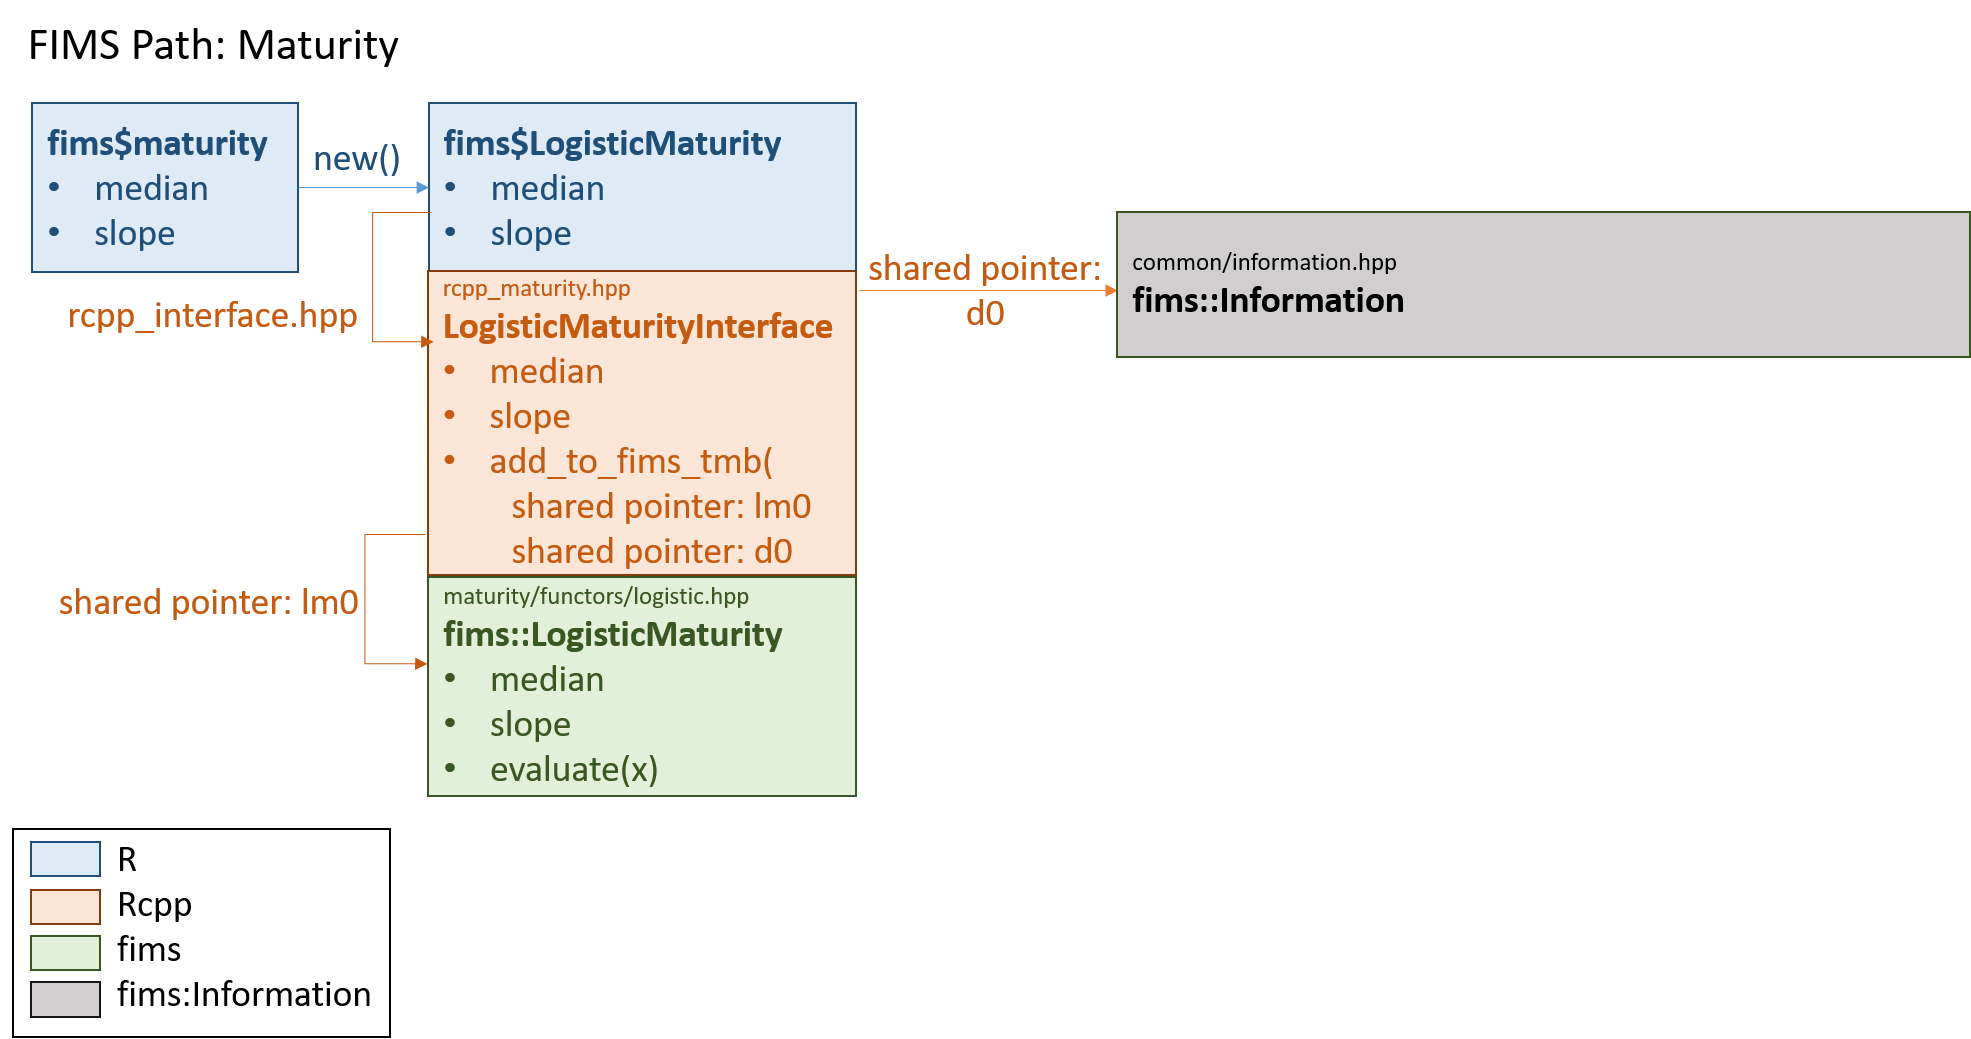 FIMS Path: Maturity
fims$maturity
• median
• slope
new()
fims$LogisticMaturity
• median
• slope
rcpp_interface.hpp
rcpp_maturity.hpp
LogisticMaturityInterface
• median
• slope
• add_to_fims_tmb(
shared pointer: lm0
shared pointer: d0
shared pointer:
d0
common/information.hpp
fims::Information
shared pointer: lm0
maturity/functors/logistic.hpp
fims::LogisticMaturity
• median
• slope
• evaluate(x)
R
Rcpp
fims
fims:Information